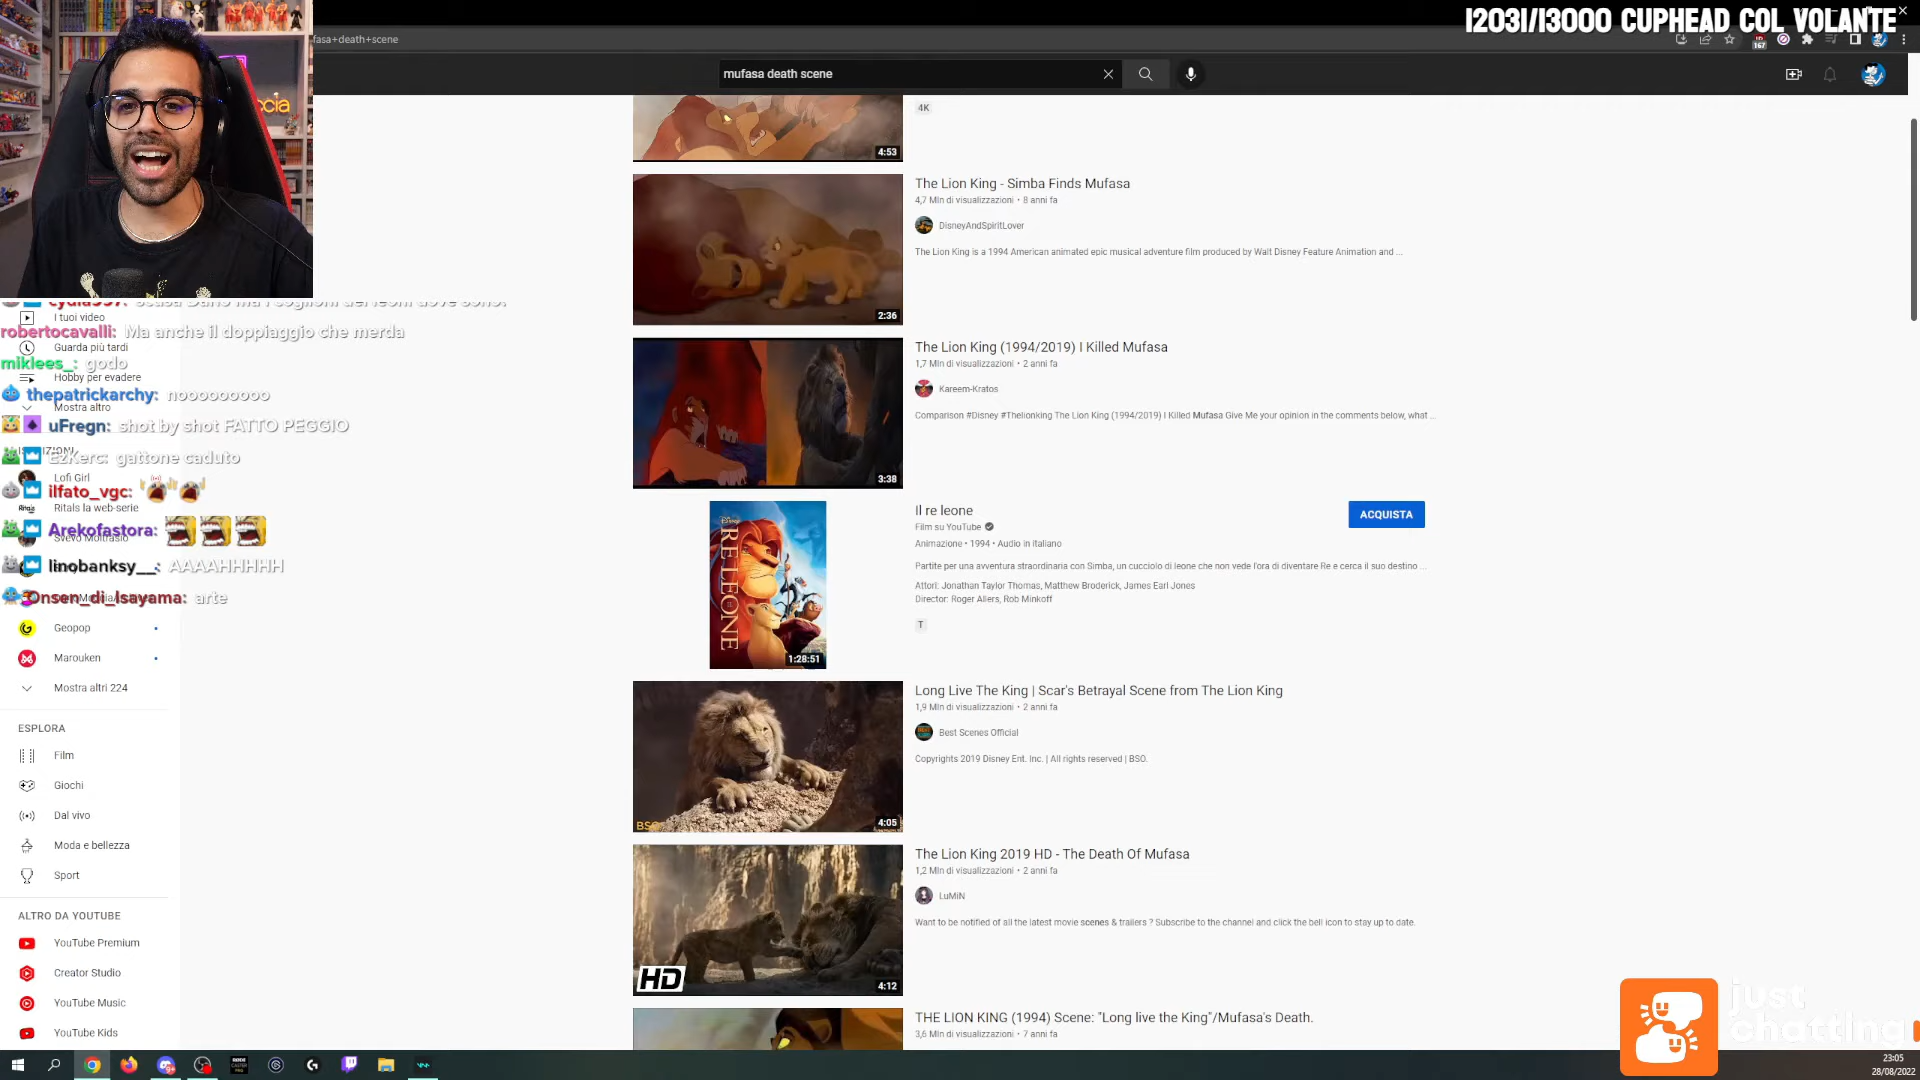 12031/13000 CUPHEAD COL VOLANTE
fasa+death+scene
167
mufasa death scene
4K
4:53
The Lion King - Simba Finds Mufasa
4,7 Mln di visualizzazioni • 8 anni fa
DisneyAndSpiritLover
The Lion King is a 1994 American animated epic musical adventure film produced by Walt Disney Feature Animation and ...
2:36
The Lion King (1994/2019) I Killed Mufasa
1,7 Mln di visualizzazioni • 2 anni fa
Kareem-Kratos
Comparison #Disney #Thelionking The Lion King (1994/2019) I Killed Mufasa Give Me your opinion in the comments below, what ...
3:38
Il re leone
Film su YouTube
Animazione • 1994 • Audio in italiano
Partite per una avventura straordinaria con Simba, un cucciolo di leone che non vede l'ora di diventare Re e cerca il suo destino ...
Attori: Jonathan Taylor Thomas, Matthew Broderick, James Earl Jones
Director: Roger Allers, Rob Minkoff
T
ACQUISTA
RE LEONE
1:28:51
Long Live The King | Scar's Betrayal Scene from The Lion King
1,9 Mln di visualizzazioni • 2 anni fa
Best Scenes Official
Copyrights 2019 Disney Ent. Inc. | All rights reserved | BSO.
BSO
4:05
The Lion King 2019 HD - The Death Of Mufasa
1,2 Mln di visualizzazioni • 2 anni fa
LuMiN
Want to be notified of all the latest movie scenes & trailers ? Subscribe to the channel and click the bell icon to stay up to date.
HD
4:12
THE LION KING (1994) Scene: "Long live the King"/Mufasa's Death.
3,6 Mln di visualizzazioni • 7 anni fa
I tuoi video
robertocavalli: Ma anche il doppiaggio che merda
Guarda più tardi
miklees_: godo
Hobby per evadere
thepatrickarchy: nooooooooo
Mostra altro
uFregn: shot by shot FATTO PEGGIO
EzKerc: gattone caduto
Lofi Girl
ilfato_vgc:
Ritals la web-serie
Arekofastora:
Svevo Moltrasio
linobanksy__: AAAAHHHHH
Onsen_di_Isayama: arte
Geopop
Marouken
Mostra altri 224
ESPLORA
Film
Giochi
Dal vivo
Moda e bellezza
Sport
ALTRO DA YOUTUBE
YouTube Premium
Creator Studio
YouTube Music
YouTube Kids
just
chatting
23:05
28/08/2022